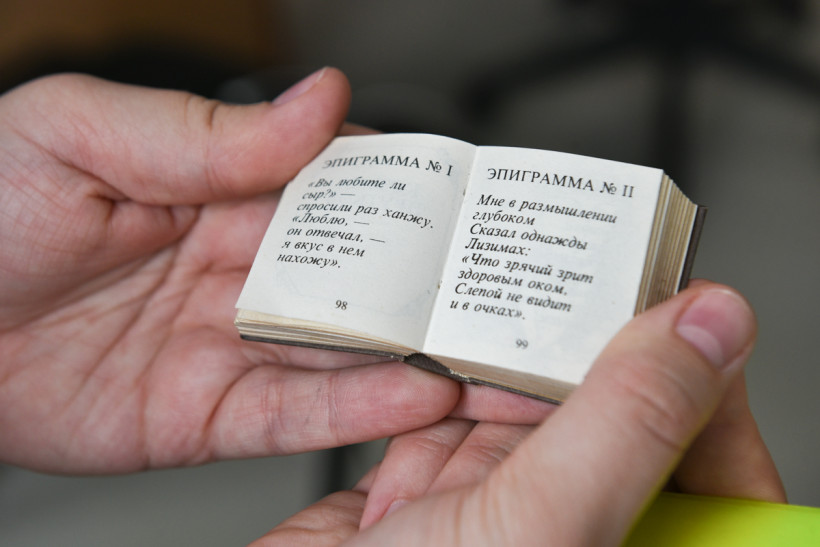 ЭПИГРАММА № I
«Вы любите ли
сыр?» —
спросили раз ханжу.
«Люблю, —
он отвечал, —
я вкус в нем
нахожу».
98
ЭПИГРАММА № II
Мне в размышлении
глубоком
Сказал однажды
Лизимах:
«Что зрячий зрит
здоровым оком,
Слепой не видит
и в очках».
99